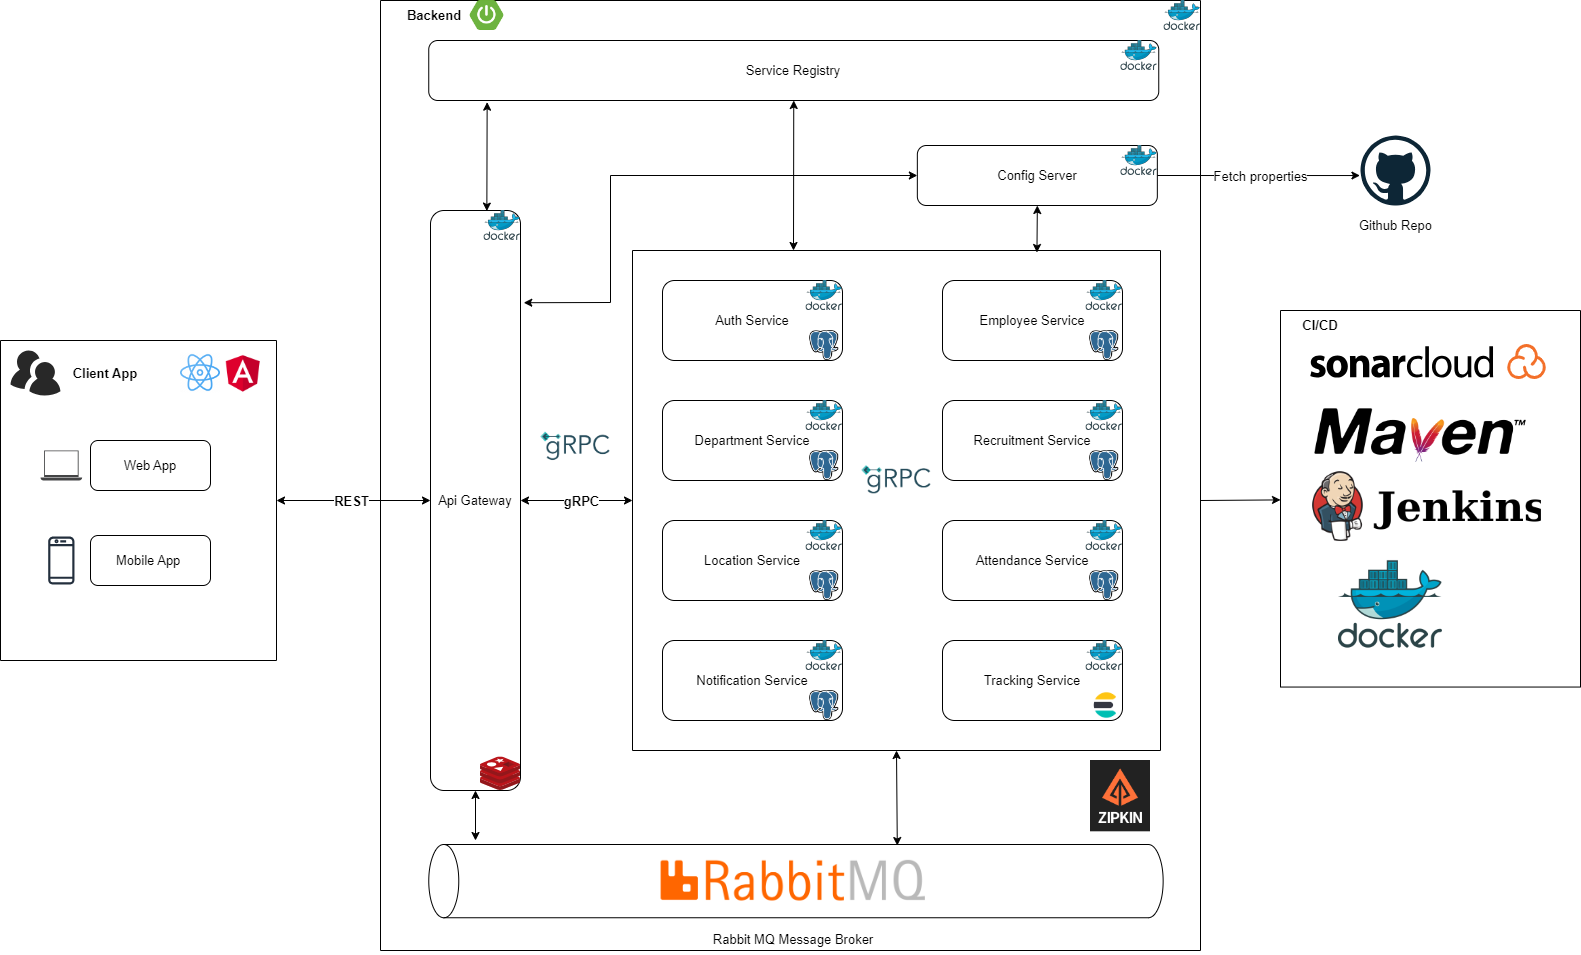 Backend
docker
Service Registry
docker
Config Server
docker
Fetch properties
Github Repo
docker
Auth Service
docker
Employee Service
docker
CI/CD
sonarcloud
Client App
Department Service
docker
Recruitment Service
docker
Maven™
gRPC
gRPC
Web App
REST
Api Gateway
gRPC
Jenkins
Location Service
docker
Attendance Service
docker
Mobile App
docker
Notification Service
docker
Tracking Service
docker
ZIPKIN
RabbitMQ
Rabbit MQ Message Broker